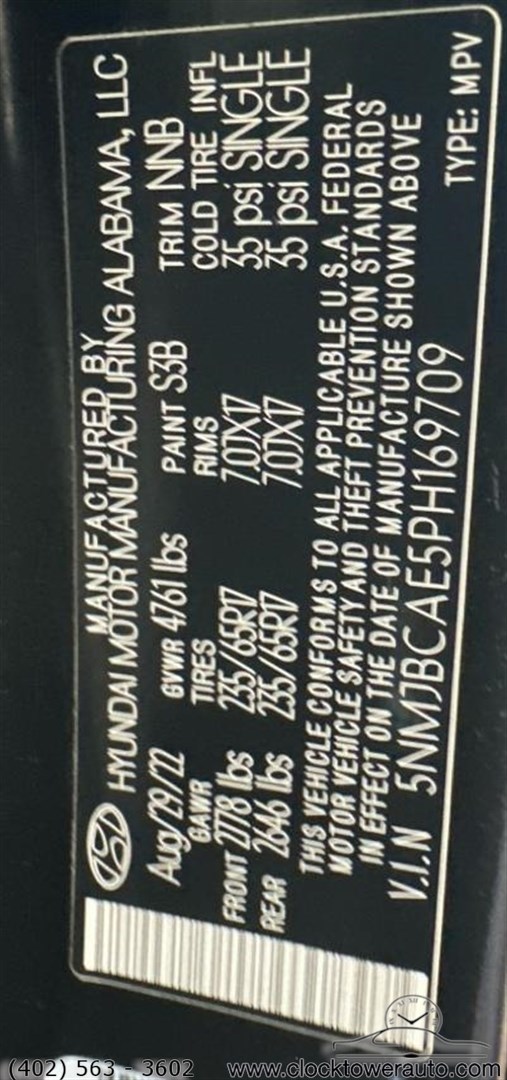 MANUFACTURED BY
HYUNDAI MOTOR MANUFACTURING ALABAMA, LLC
Aug/29/22 GVWR 4761 lbs PAINT S3B TRIM NNB
GAWR TIRES RIMS COLD TIRE INFL
FRONT 2778 lbs 235/65R17 7.0JX17 35 psi SINGLE
REAR 2646 lbs 235/65R17 7.0JX17 35 psi SINGLE
THIS VEHICLE CONFORMS TO ALL APPLICABLE U.S.A. FEDERAL
MOTOR VEHICLE SAFETY AND THEFT PREVENTION STANDARDS
IN EFFECT ON THE DATE OF MANUFACTURE SHOWN ABOVE
V.I.N 5NMJBCAE5PH169709 TYPE: MPV
(402) 563 - 3602 www.clocktowerauto.com